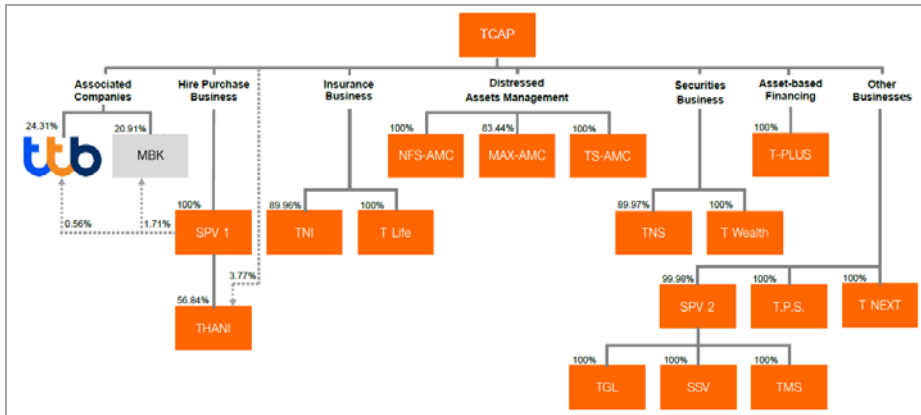 TCAP
Associated
Companies
Hire Purchase
Business
Insurance
Business
Distressed
Assets Management
Securities
Business
Asset-based
Financing
Other
Businesses
24.31%
ttb
20.91%
MBK
100%
NFS-AMC
83.44%
MAX-AMC
100%
TS-AMC
100%
T-PLUS
0.56%
1.71%
100%
SPV 1
89.96%
TNI
100%
T Life
89.97%
TNS
100%
T Wealth
3.77%
56.84%
THANI
99.98%
SPV 2
100%
T.P.S.
100%
T NEXT
100%
TGL
100%
SSV
100%
TMS